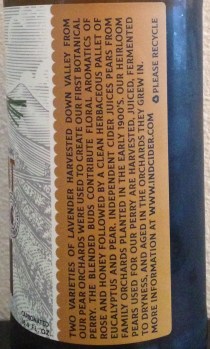 TWO VARIETIES OF LAVENDER HARVESTED DOWN VALLEY FROM
OUR PEAR ORCHARDS WERE USED TO CREATE OUR FIRST BOTANICAL
PERRY. THE BLENDED BUDS CONTRIBUTE FLORAL AROMATICS OF
ROSE AND HONEY FOLLOWED BY A CLEAN, HERBACEOUS PALLET OF
EUCALYPTUS AND PEAR. INDEPENDENT CIDER JUICES PEARS FROM
FAMILY ORCHARDS PLANTED IN THE EARLY 1900'S. OUR HEIRLOOM
PEARS USED FOR OUR PERRY ARE HARVESTED, JUICED, FERMENTED
TO DRYNESS, AND AGED IN THE ORCHARDS THEY GREW IN.
MORE INFORMATION AT WWW.INDCIDER.COM
PLEASE RECYCLE
CARBONATED
FL OZ